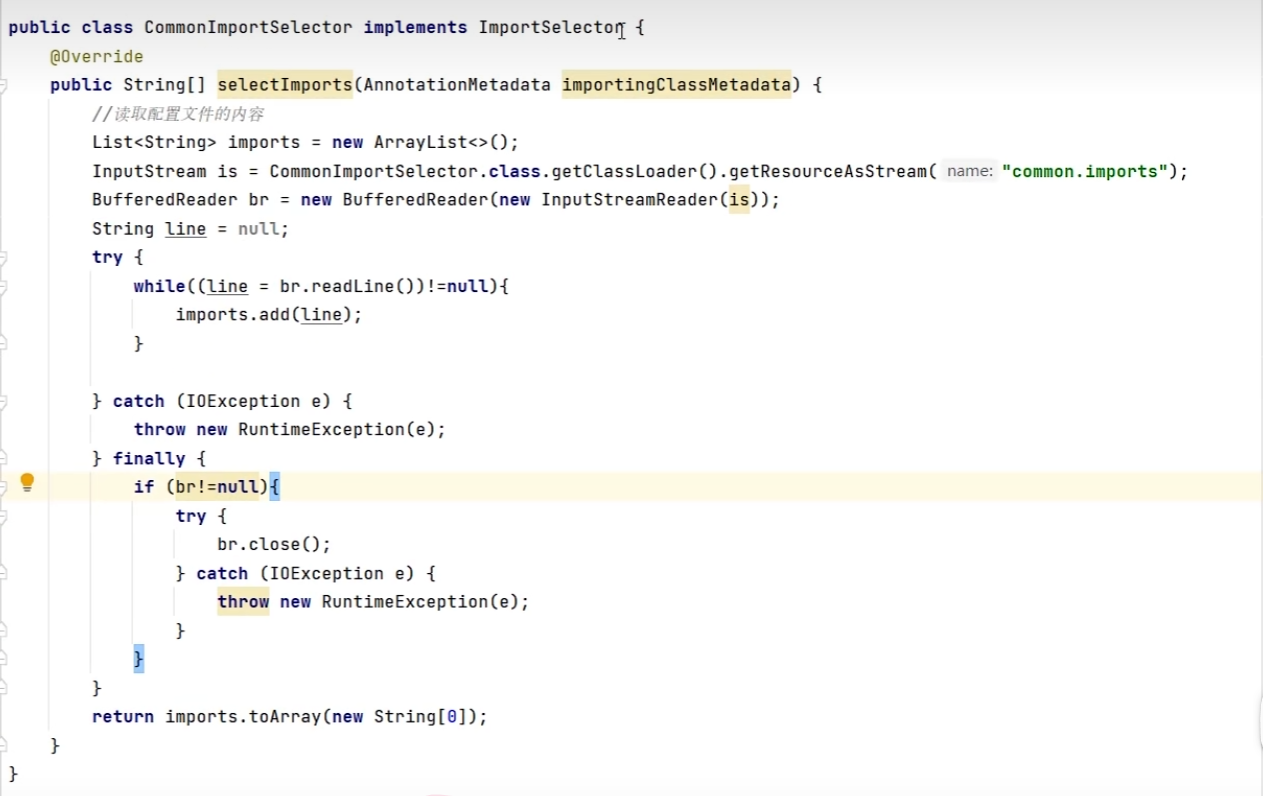 public class CommonImportSelector implements ImportSelector {
@Override
public String[] selectImports(AnnotationMetadata importingClassMetadata) {
//读取配置文件的内容
List<String> imports = new ArrayList<>();
InputStream is = CommonImportSelector.class.getClassLoader().getResourceAsStream( name: "common.imports");
BufferedReader br = new BufferedReader(new InputStreamReader(is));
String line = null;
try {
while((line = br.readLine())!=null){
imports.add(line);
}
} catch (IOException e) {
throw new RuntimeException(e);
} finally {
if (br!=null){
try {
br.close();
} catch (IOException e) {
throw new RuntimeException(e);
}
}
}
return imports.toArray(new String[0]);
}
}